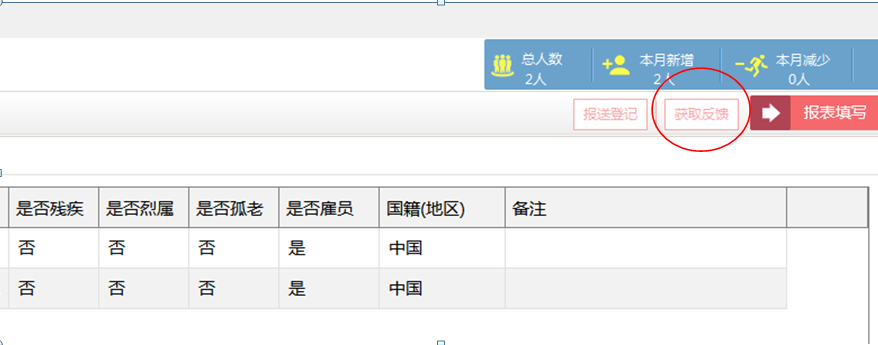 总人数 本月新增 本月减少
2人 2人 0人
报送登记 获取反馈 报表填写
是否残疾 是否烈属 是否孤老 是否雇员 国籍(地区) 备注
否 否 否 是 中国
否 否 否 是 中国